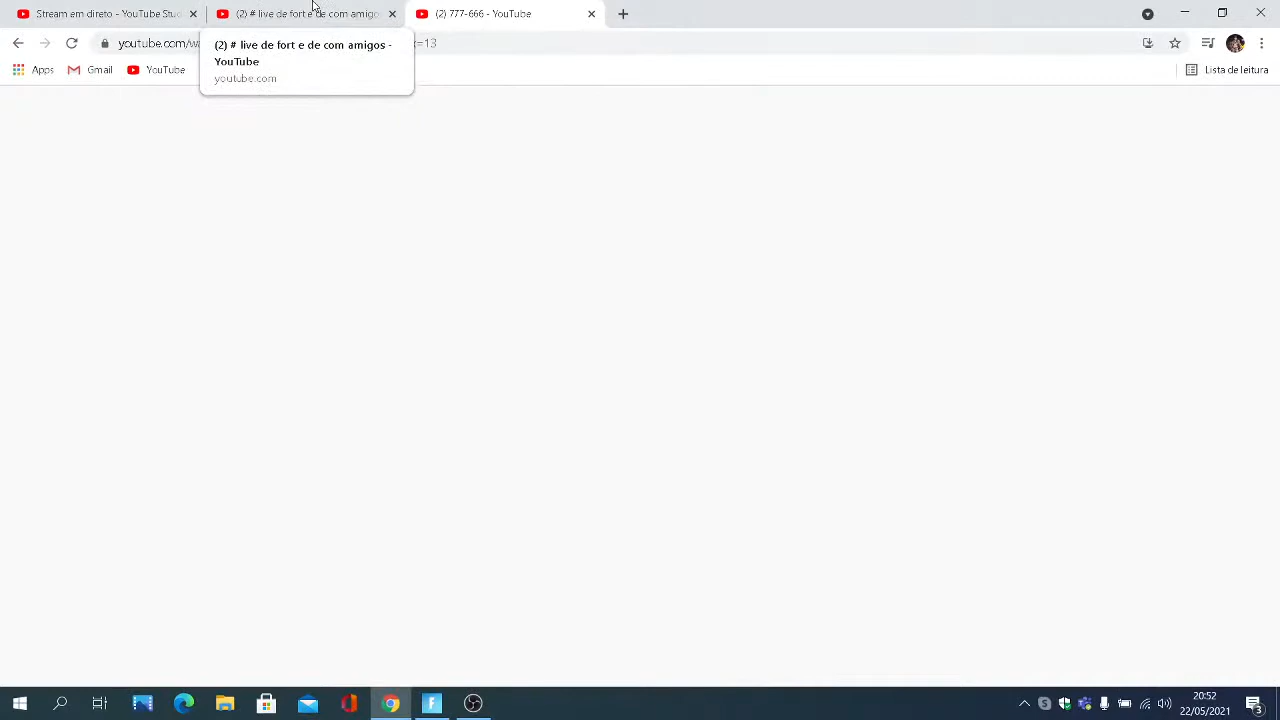 Stream em direto - YouTube Stud
(2) # live de fort e de com amigo
(2) 777-666 - YouTube
youtube.com/w
=13
(2) # live de fort e de com amigos -
YouTube
youtube.com
Apps
Gmail
YouTube
Lista de leitura
20:52
22/05/2021
3